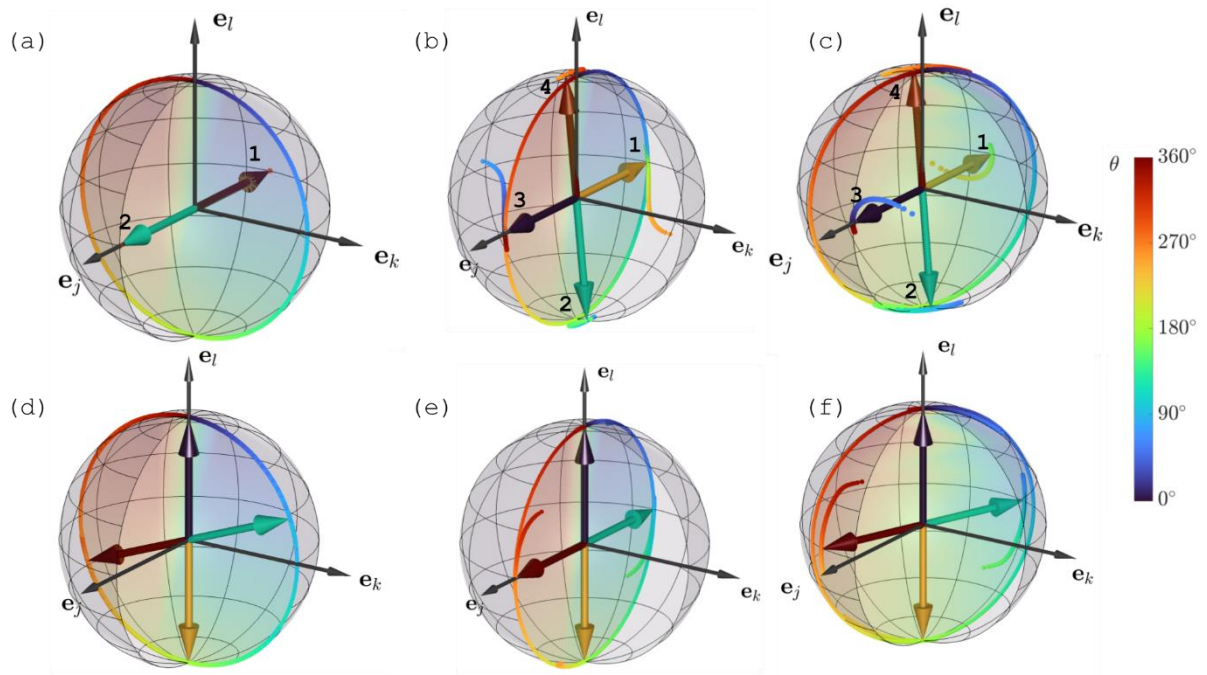 (a)
e_l
1
2
e_j
e_k
(b)
e_l
4
1
3
2
e_j
e_k
(c)
e_l
4
1
3
2
e_j
e_k
θ
360°
270°
180°
90°
0°
(d)
e_l
e_j
e_k
(e)
e_l
e_j
e_k
(f)
e_l
e_j
e_k